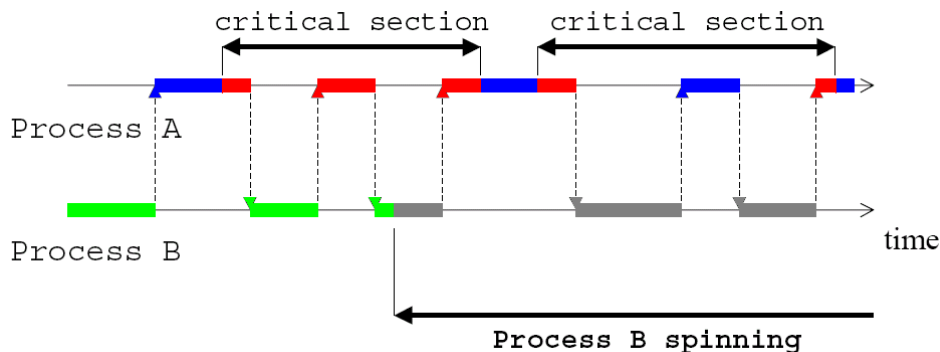 critical section
critical section
Process A
Process B
time
Process B spinning